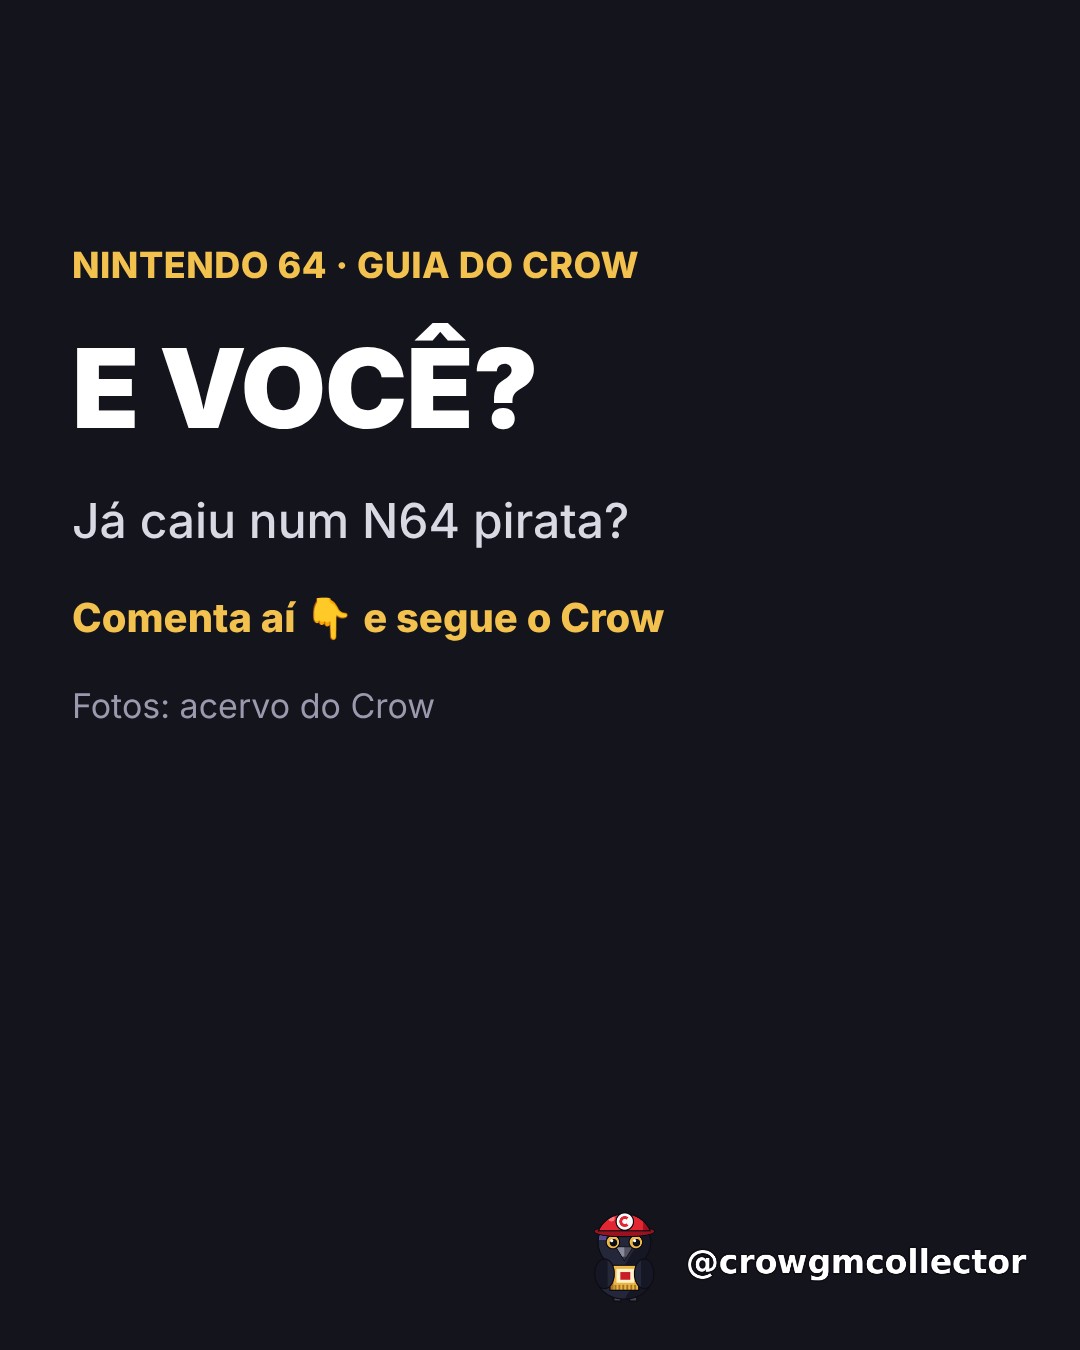 NINTENDO 64 · GUIA DO CROW
E VOCÊ?
Já caiu num N64 pirata?
Comenta aí 👇 e segue o Crow
Fotos: acervo do Crow
C
@crowgmcollector